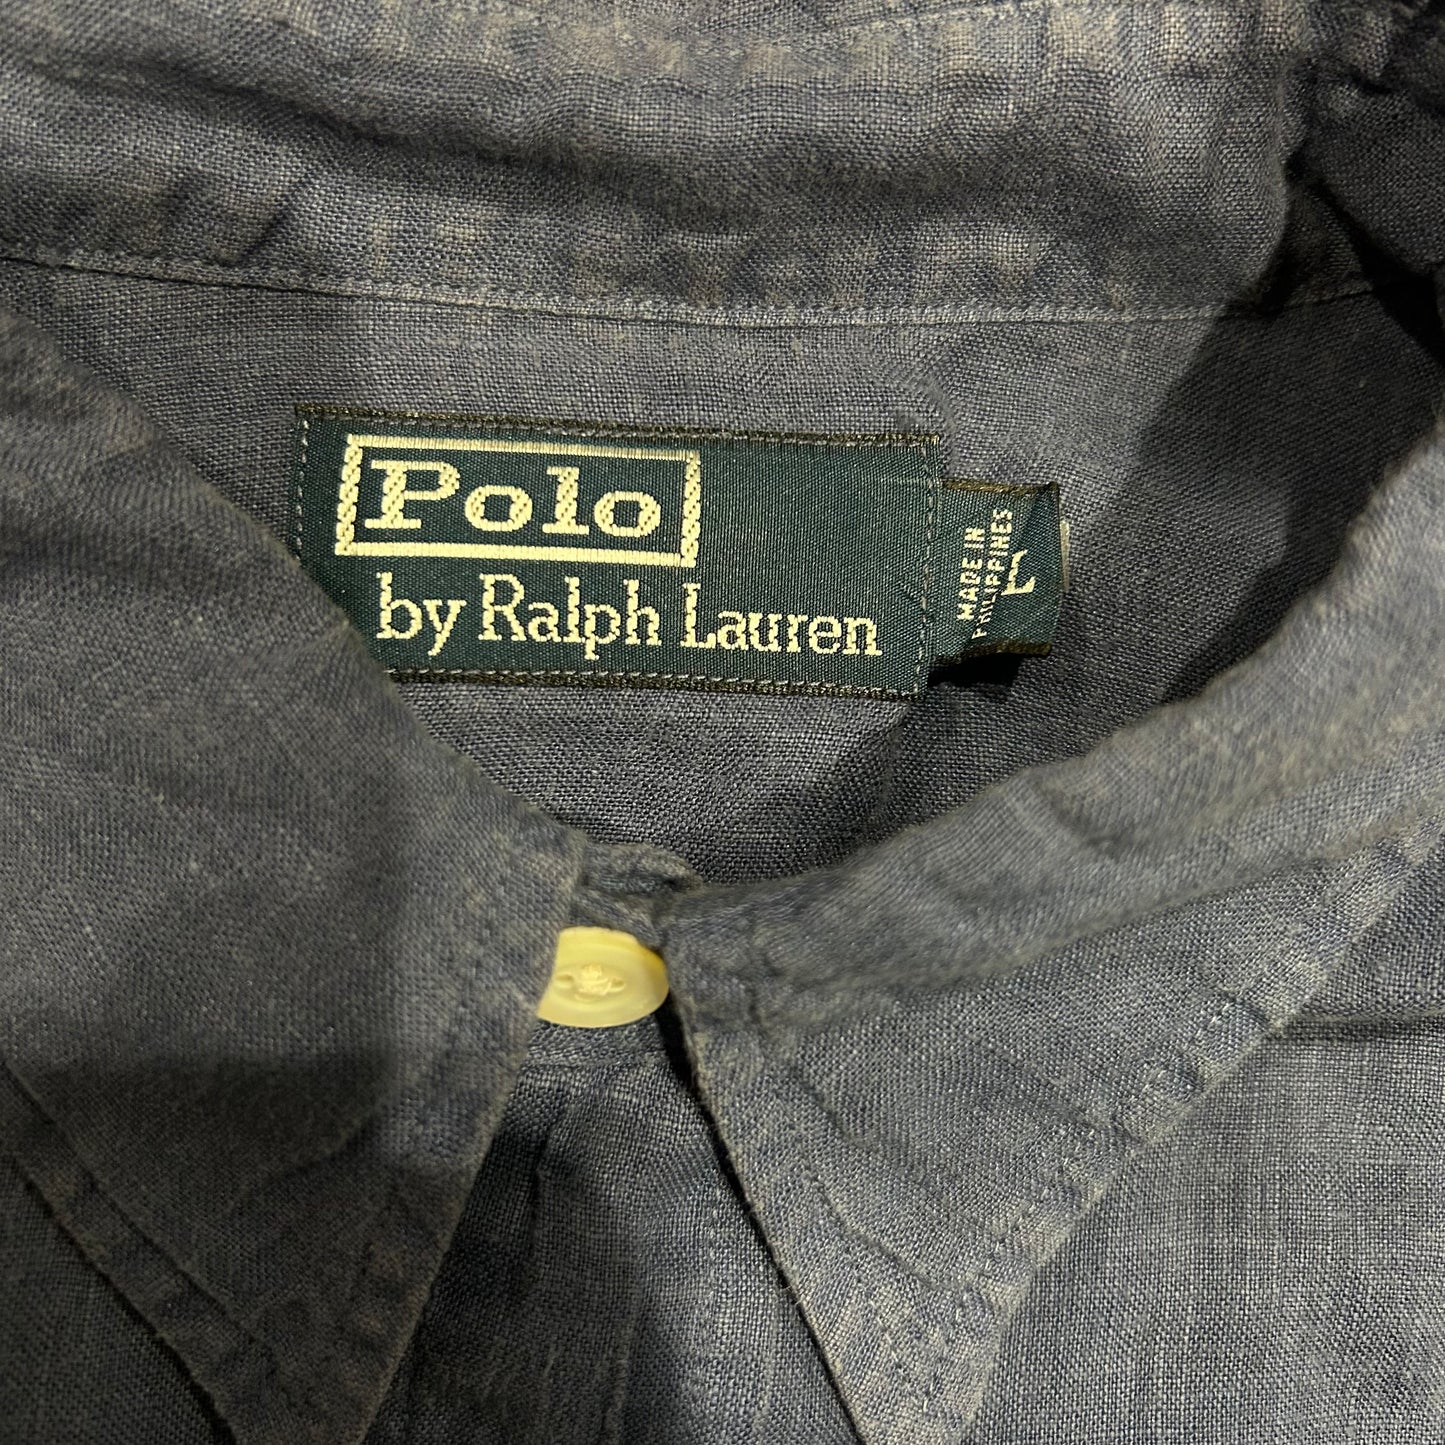 Polo
by Ralph Lauren
MADE IN
PHILIPPINES
L